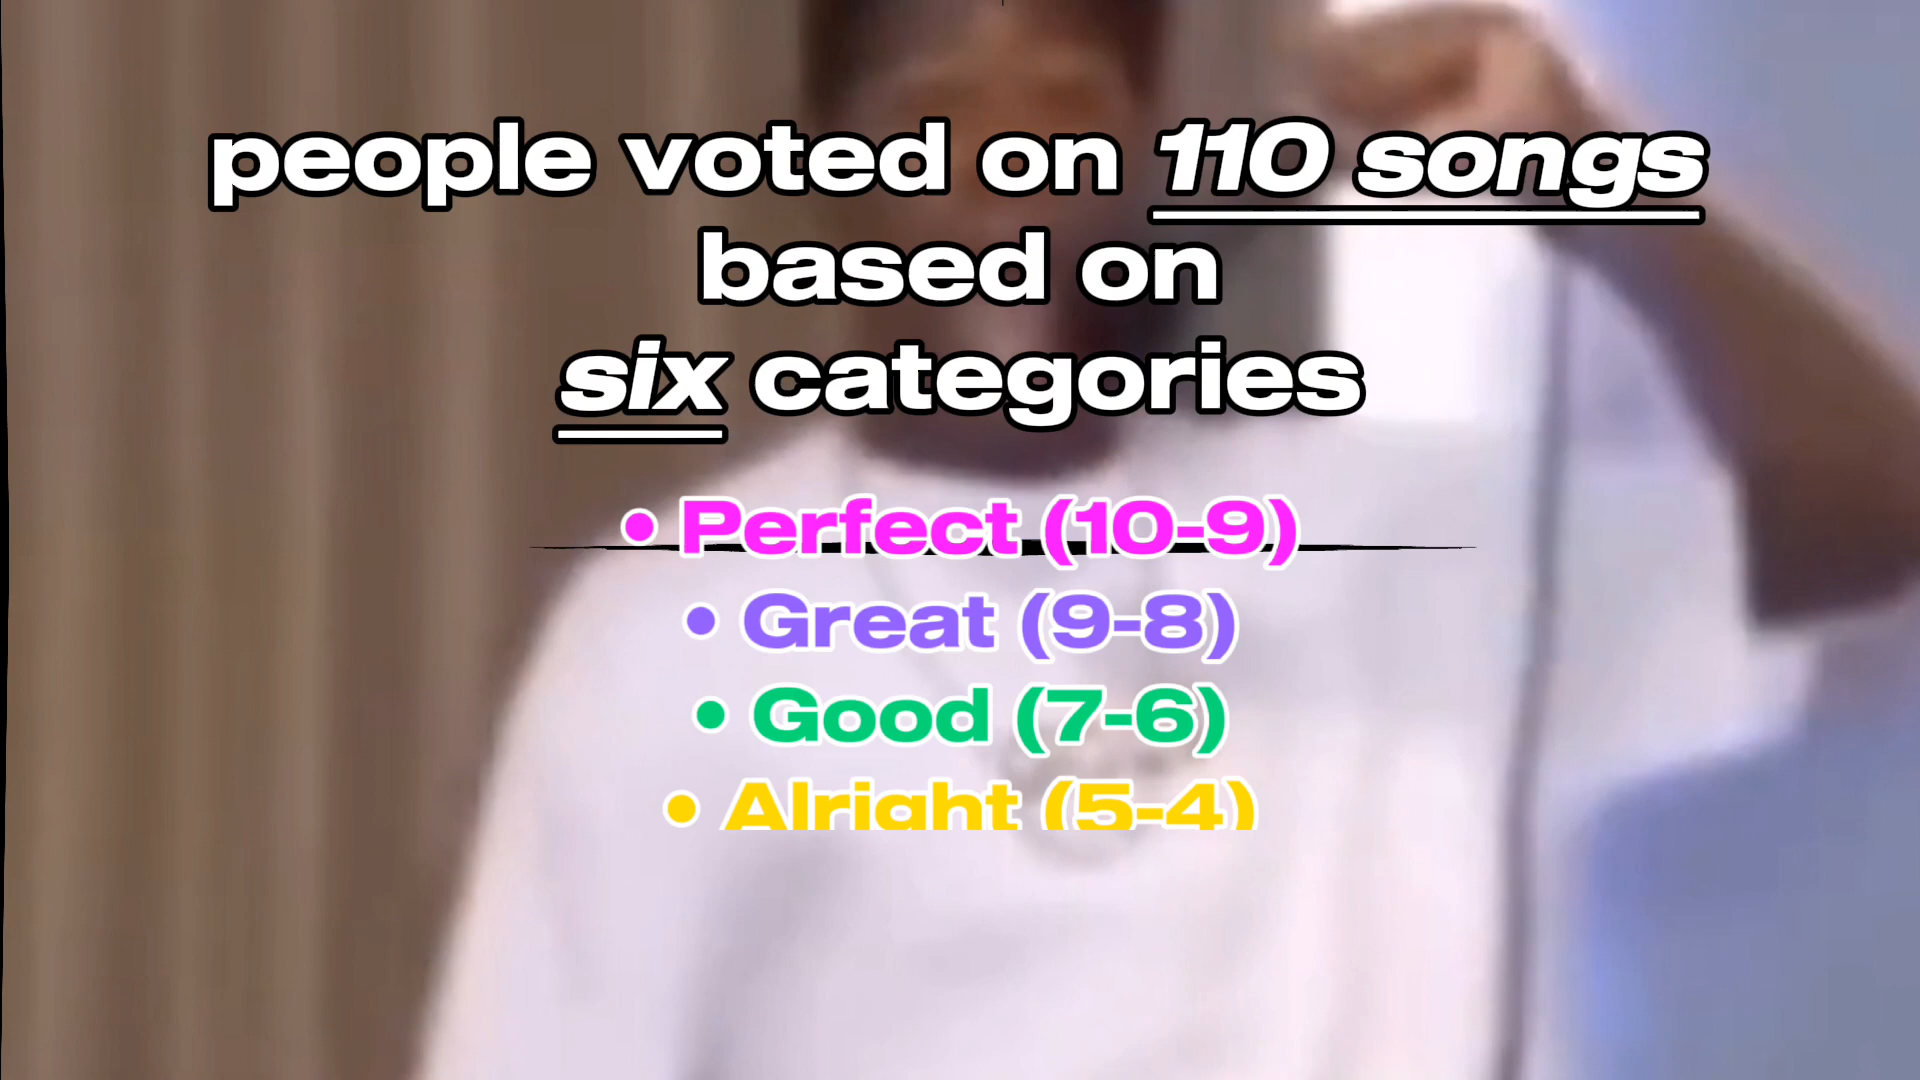 people voted on 110 songs
based on
six categories
• Perfect (10-9)
• Great (9-8)
• Good (7-6)
• Alright (5-4)